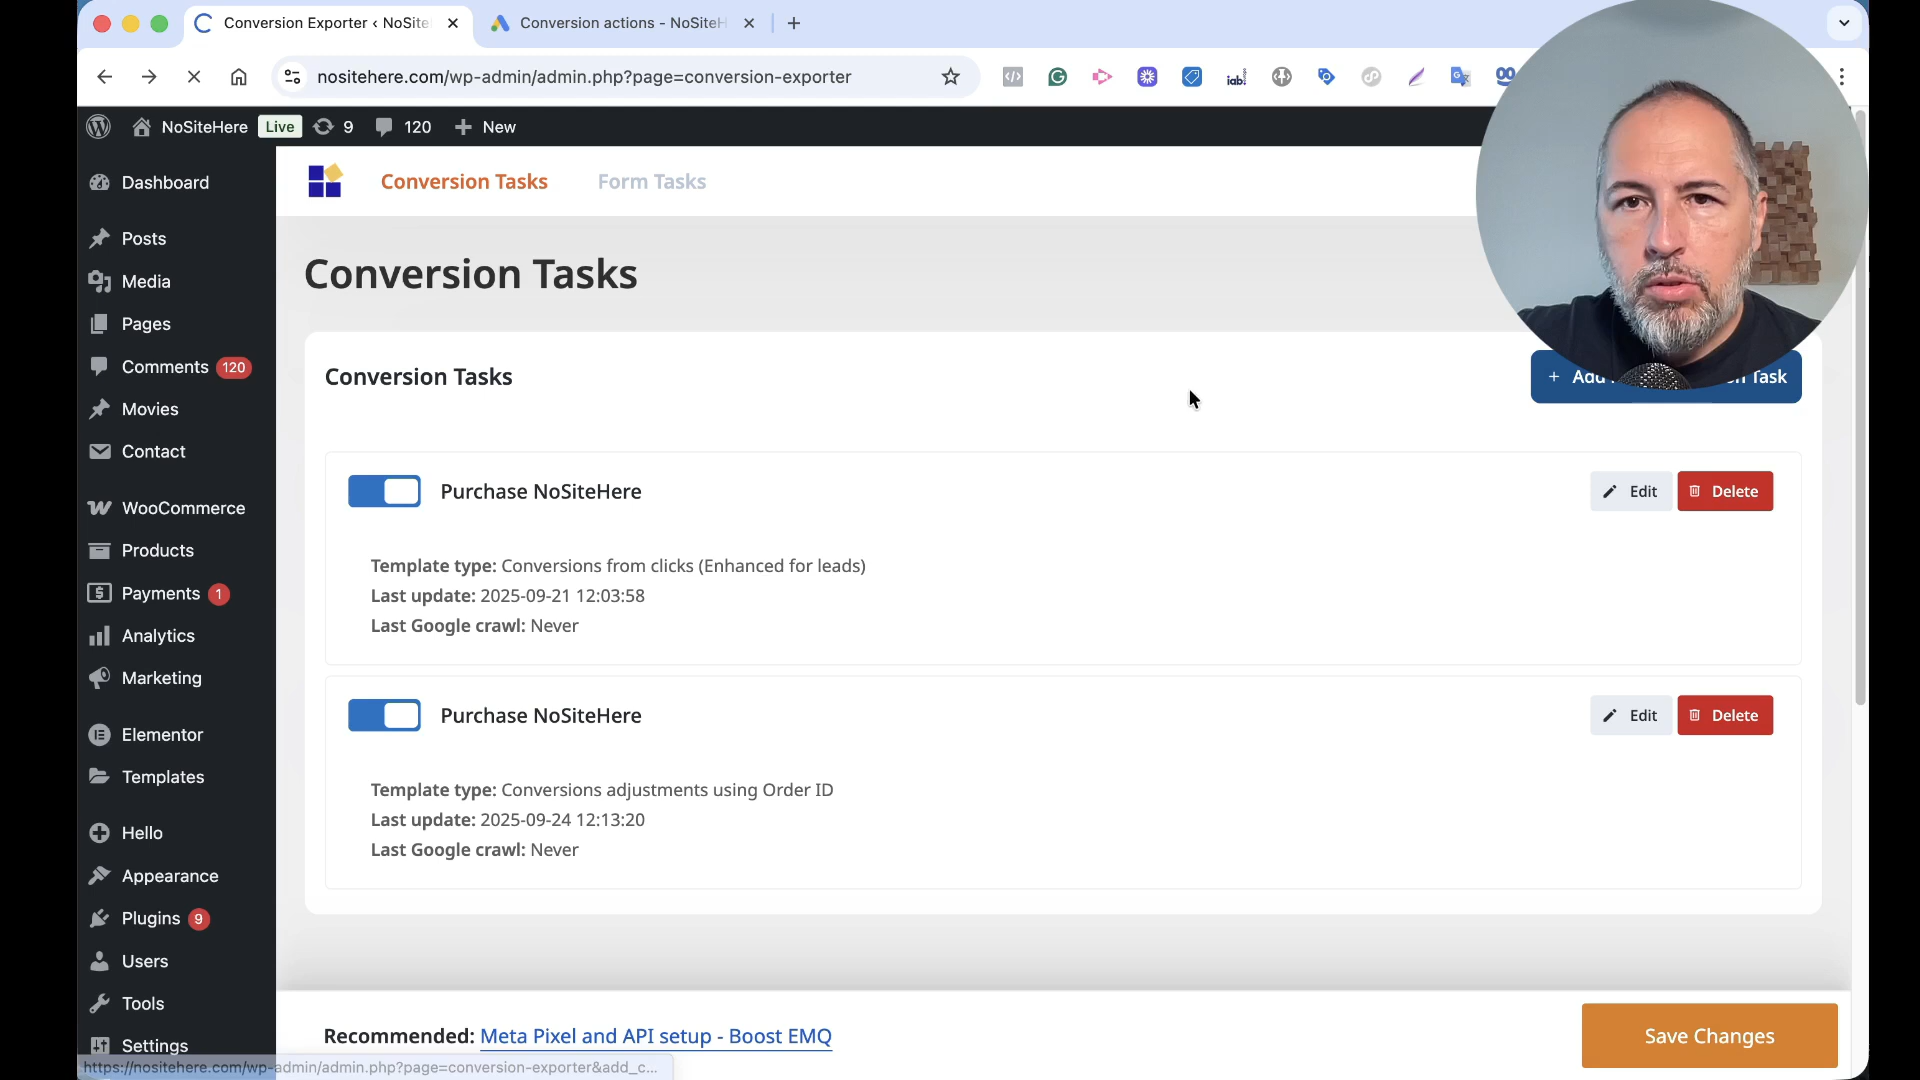 Conversion Exporter ‹ NoSite
Conversion actions - NoSiteH
nositehere.com/wp-admin/admin.php?page=conversion-exporter
iab!
NoSiteHere
Live
9
120
New
Dashboard
Posts
Media
Pages
Comments 120
Movies
Contact
WooCommerce
Products
Payments 1
Analytics
Marketing
Elementor
Templates
Hello
Appearance
Plugins 9
Users
Tools
Settings
Conversion Tasks
Form Tasks
Conversion Tasks
Conversion Tasks
+ Task
Purchase NoSiteHere
Edit
Delete
Template type: Conversions from clicks (Enhanced for leads)
Last update: 2025-09-21 12:03:58
Last Google crawl: Never
Purchase NoSiteHere
Edit
Delete
Template type: Conversions adjustments using Order ID
Last update: 2025-09-24 12:13:20
Last Google crawl: Never
Recommended: Meta Pixel and API setup - Boost EMQ
Save Changes
https://nositehere.com/wp-admin/admin.php?page=conversion-exporter&add_c...